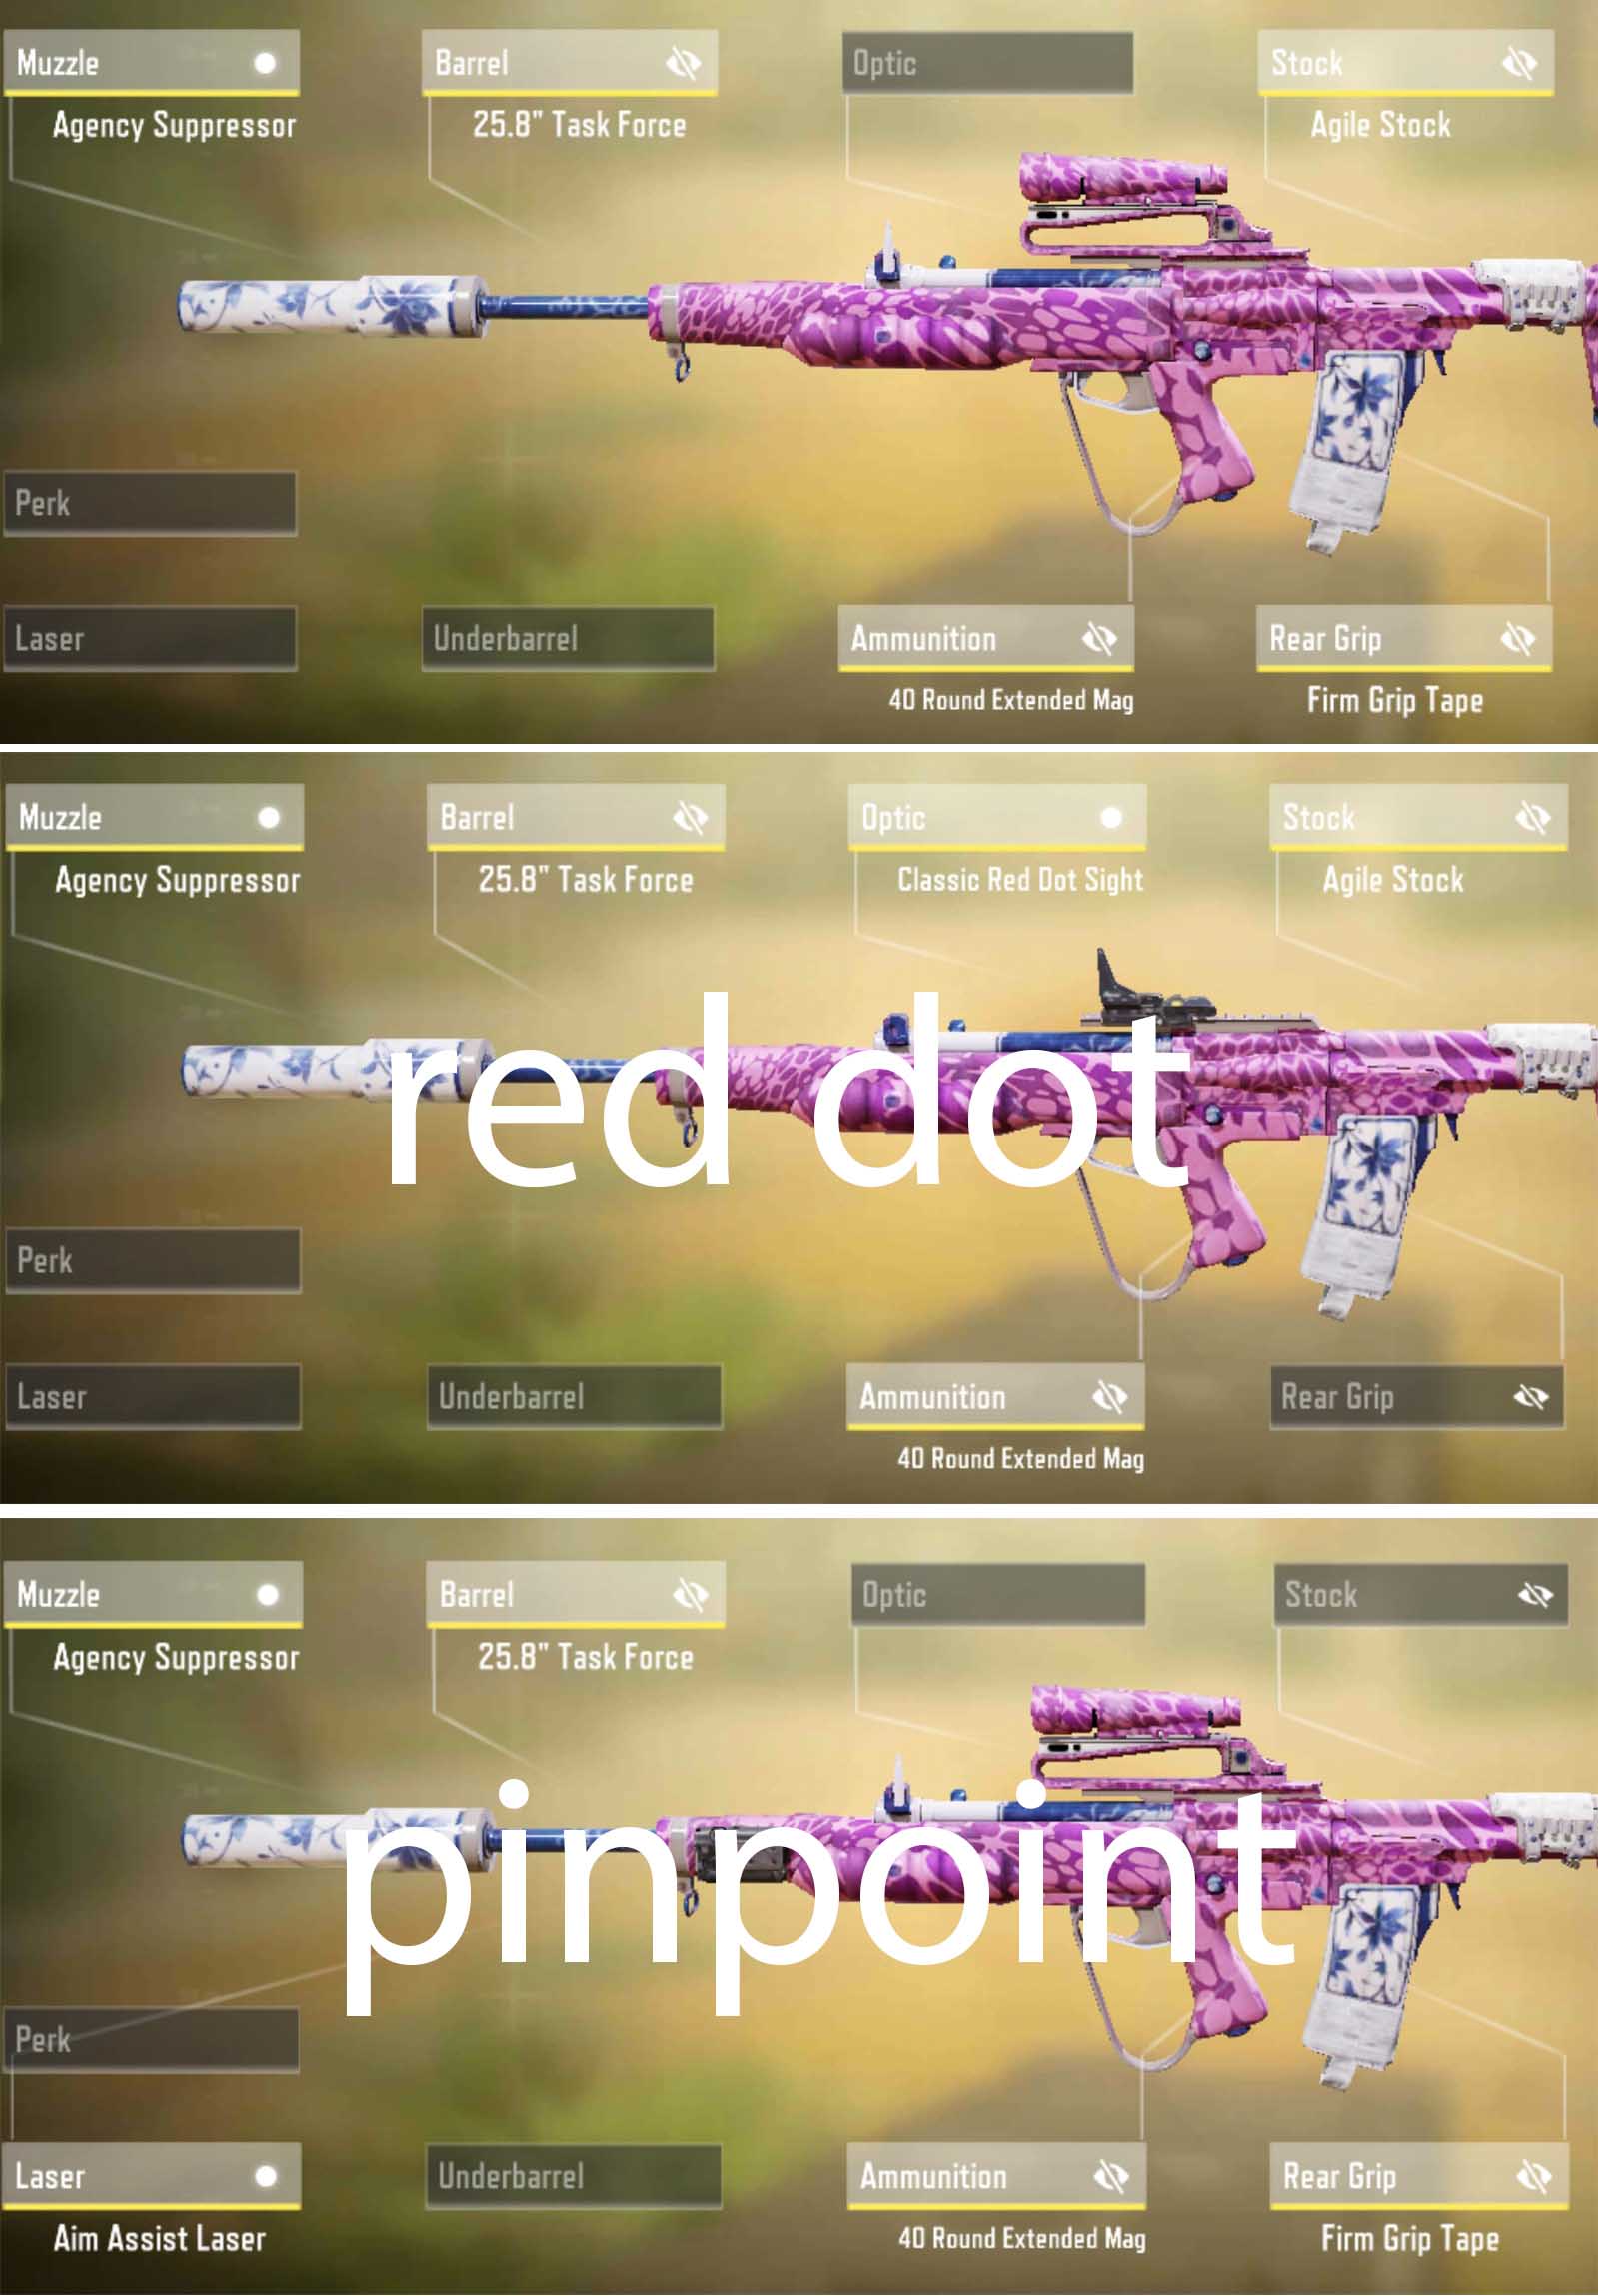 Muzzle Barrel Optic Stock
Agency Suppressor 25.8" Task Force Agile Stock
Perk
Laser Underbarrel Ammunition Rear Grip
40 Round Extended Mag Firm Grip Tape
Muzzle Barrel Optic Stock
Agency Suppressor 25.8" Task Force Classic Red Dot Sight Agile Stock
red dot
Perk
Laser Underbarrel Ammunition Rear Grip
40 Round Extended Mag
Muzzle Barrel Optic Stock
Agency Suppressor 25.8" Task Force
pinpoint
Perk
Laser Underbarrel Ammunition Rear Grip
Aim Assist Laser 40 Round Extended Mag Firm Grip Tape